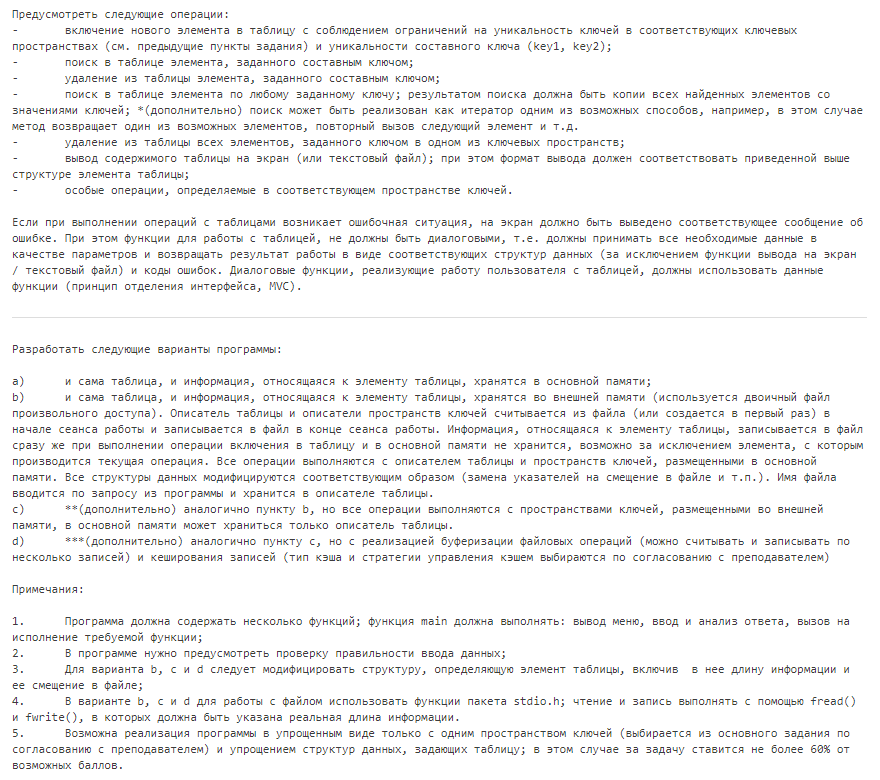 Предусмотреть следующие операции:
-	включение нового элемента в таблицу с соблюдением ограничений на уникальность ключей в соответствующих ключевых
пространствах (см. предыдущие пункты задания) и уникальности составного ключа (key1, key2);
-	поиск в таблице элемента, заданного составным ключом;
-	удаление из таблицы элемента, заданного составным ключом;
-	поиск в таблице элемента по любому заданному ключу; результатом поиска должна быть копии всех найденных элементов со
значениями ключей; *(дополнительно) поиск может быть реализован как итератор одним из возможных способов, например, в этом случае
метод возвращает один из возможных элементов, повторный вызов следующий элемент и т.д.
-	удаление из таблицы всех элементов, заданного ключом в одном из ключевых пространств;
-	вывод содержимого таблицы на экран (или текстовый файл); при этом формат вывода должен соответствовать приведенной выше
структуре элемента таблицы;
-	особые операции, определяемые в соответствующем пространстве ключей.
Если при выполнении операций с таблицами возникает ошибочная ситуация, на экран должно быть выведено соответствующее сообщение об
ошибке. При этом функции для работы с таблицей, не должны быть диалоговыми, т.е. должны принимать все необходимые данные в
качестве параметров и возвращать результат работы в виде соответствующих структур данных (за исключением функции вывода на экран
/ текстовый файл) и коды ошибок. Диалоговые функции, реализующие работу пользователя с таблицей, должны использовать данные
функции (принцип отделения интерфейса, MVC).
Разработать следующие варианты программы:
a)	и сама таблица, и информация, относящаяся к элементу таблицы, хранятся в основной памяти;
b)	и сама таблица, и информация, относящаяся к элементу таблицы, хранятся во внешней памяти (используется двоичный файл
произвольного доступа). Описатель таблицы и описатели пространств ключей считывается из файла (или создается в первый раз) в
начале сеанса работы и записывается в файл в конце сеанса работы. Информация, относящаяся к элементу таблицы, записывается в файл
сразу же при выполнении операции включения в таблицу и в основной памяти не хранится, возможно за исключением элемента, с которым
производится текущая операция. Все операции выполняются с описателем таблицы и пространств ключей, размещенными в основной
памяти. Все структуры данных модифицируются соответствующим образом (замена указателей на смещение в файле и т.п.). Имя файла
вводится по запросу из программы и хранится в описателе таблицы.
c)	**(дополнительно) аналогично пункту b, но все операции выполняются с пространствами ключей, размещенными во внешней
памяти, в основной памяти может храниться только описатель таблицы.
d)	***(дополнительно) аналогично пункту c, но с реализацией буферизации файловых операций (можно считывать и записывать по
несколько записей) и кеширования записей (тип кэша и стратегии управления кэшем выбираются по согласованию с преподавателем)
Примечания:
1.	Программа должна содержать несколько функций; функция main должна выполнять: вывод меню, ввод и анализ ответа, вызов на
исполнение требуемой функции;
2.	В программе нужно предусмотреть проверку правильности ввода данных;
3.	Для варианта b, c и d следует модифицировать структуру, определяющую элемент таблицы, включив  в нее длину информации и
ее смещение в файле;
4.	В варианте b, c и d для работы с файлом использовать функции пакета stdio.h; чтение и запись выполнять с помощью fread()
и fwrite(), в которых должна быть указана реальная длина информации.
5.	Возможна реализация программы в упрощенным виде только с одним пространством ключей (выбирается из основного задания по
согласованию с преподавателем) и упрощением структур данных, задающих таблицу; в этом случае за задачу ставится не более 60% от
возможных баллов.